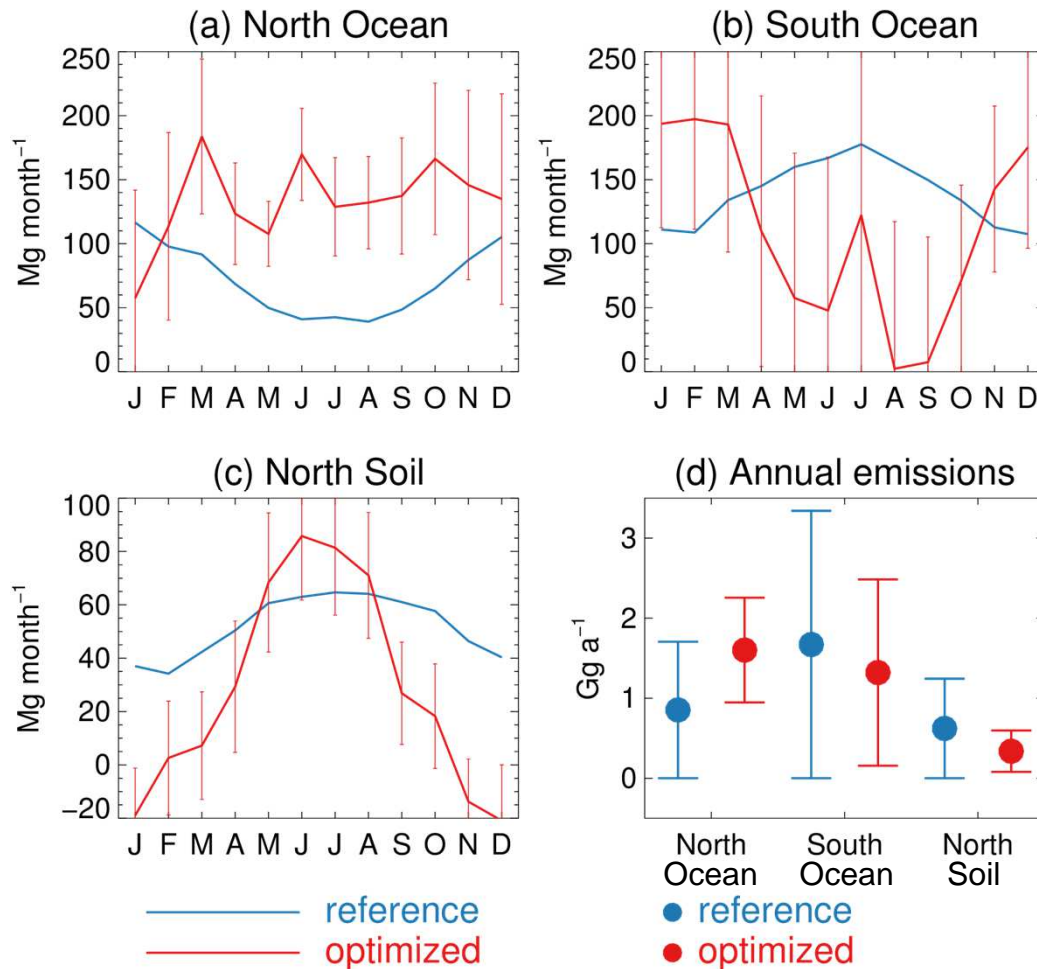 (a) North Ocean
250
200
150
100
50
0
Mg month⁻¹
J F M A M J J A S O N D
(b) South Ocean
250
200
150
100
50
0
Mg month⁻¹
J F M A M J J A S O N D
(c) North Soil
100
80
60
40
20
0
−20
Mg month⁻¹
J F M A M J J A S O N D
(d) Annual emissions
3
2
1
0
Gg a⁻¹
North Ocean
South Ocean
North Soil
reference
optimized
reference
optimized